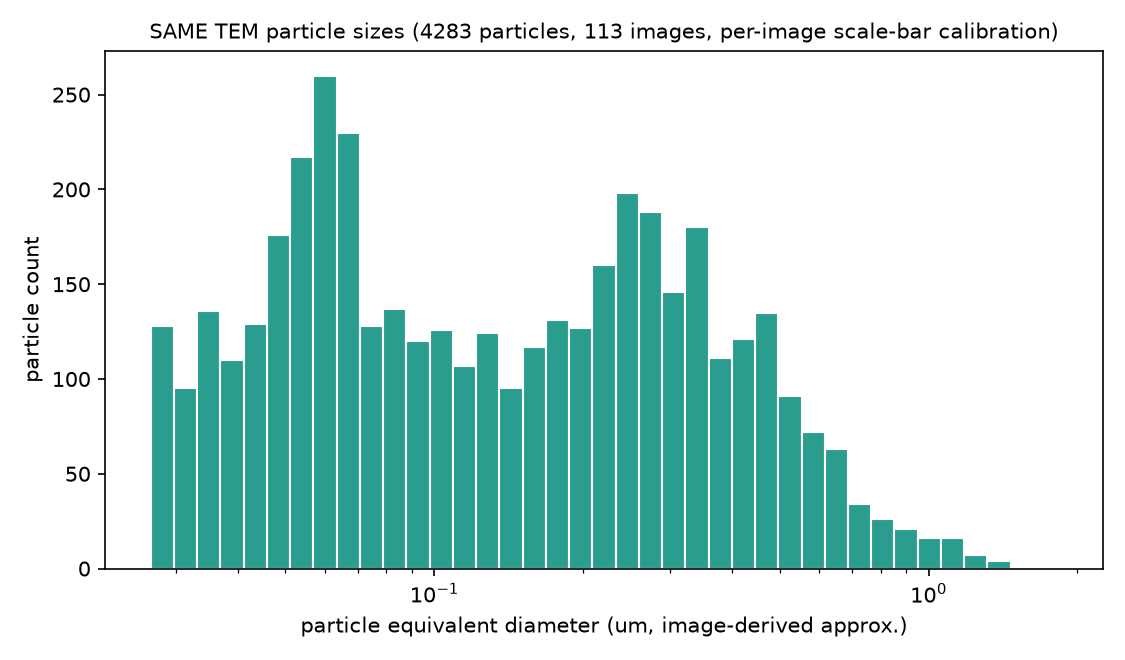 SAME TEM particle sizes (4283 particles, 113 images, per-image scale-bar calibration)
250
200
150
100
50
0
particle count
10⁻¹
10⁰
particle equivalent diameter (um, image-derived approx.)